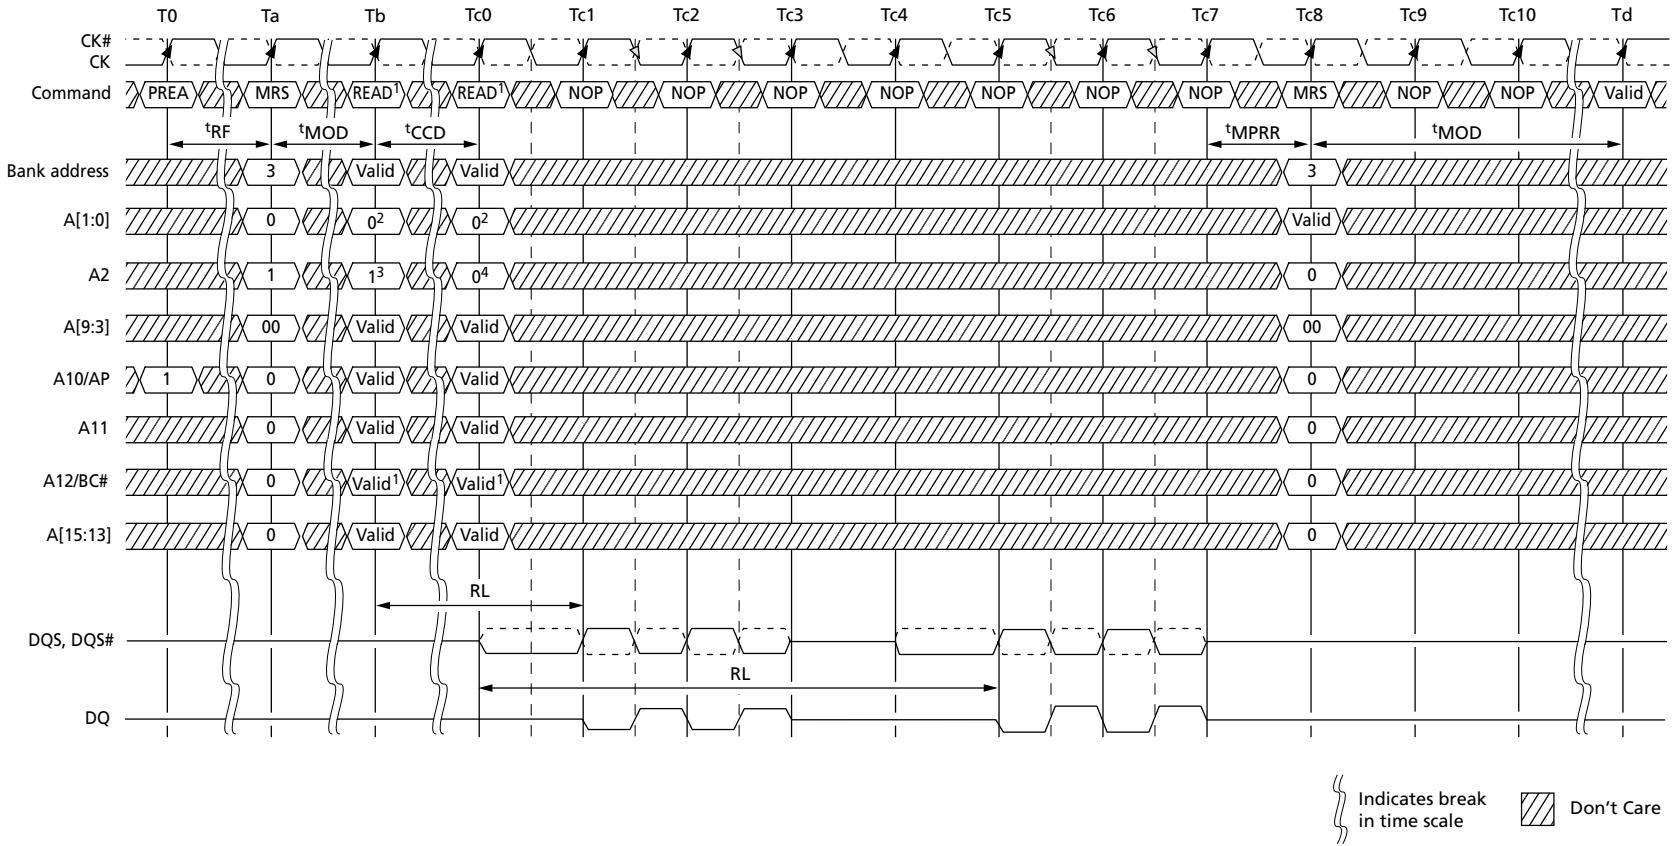 T0 Ta Tb Tc0 Tc1 Tc2 Tc3 Tc4 Tc5 Tc6 Tc7 Tc8 Tc9 Tc10 Td
CK#
CK
Command PREA MRS READ¹ READ¹ NOP NOP NOP NOP NOP NOP NOP MRS NOP NOP Valid
tRF tMOD tCCD tMPRR tMOD
Bank address 3 Valid Valid 3
A[1:0] 0 0² 0² Valid
A2 1 1³ 0⁴ 0
A[9:3] 00 Valid Valid 00
A10/AP 1 0 Valid Valid 0
A11 0 Valid Valid 0
A12/BC# 0 Valid¹ Valid¹ 0
A[15:13] 0 Valid Valid 0
RL
DQS, DQS#
RL
DQ
Indicates break
in time scale
Don't Care